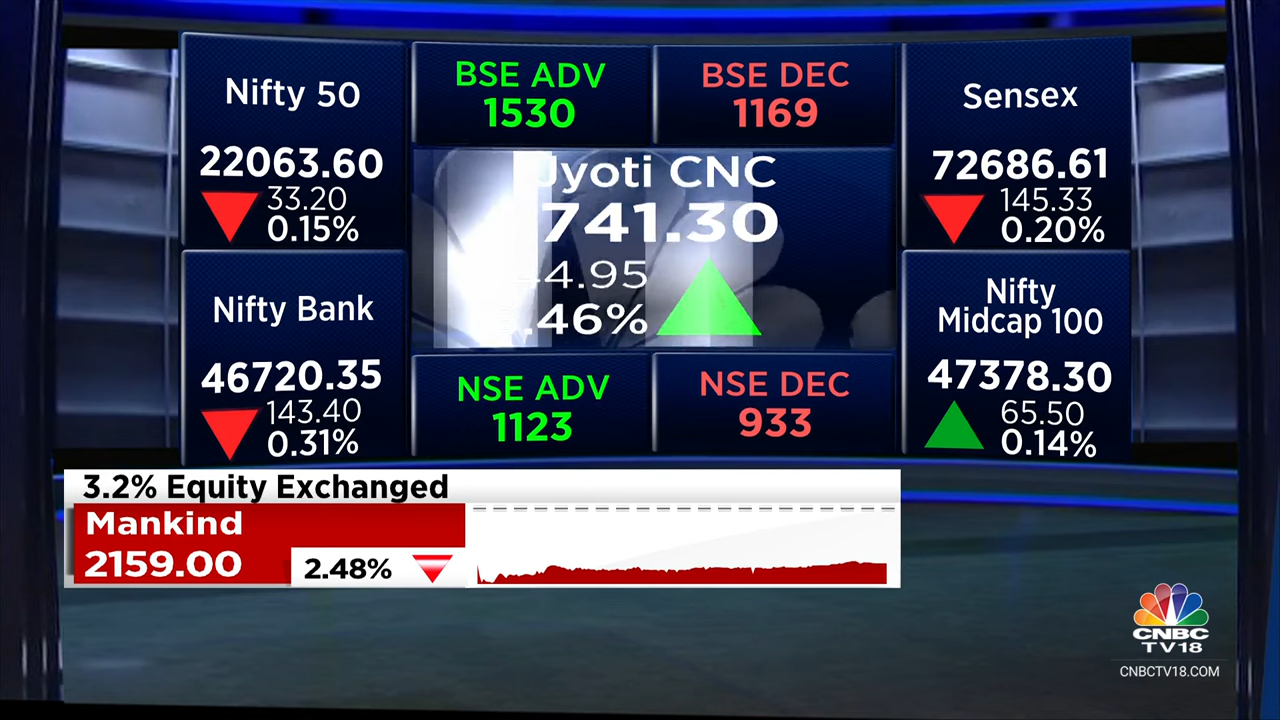 Nifty 50
22063.60
33.20
0.15%
BSE ADV
1530
BSE DEC
1169
Sensex
72686.61
145.33
0.20%
Jyoti CNC
741.30
4.95
.46%
Nifty Bank
46720.35
143.40
0.31%
NSE ADV
1123
NSE DEC
933
Nifty
Midcap 100
47378.30
65.50
0.14%
3.2% Equity Exchanged
Mankind
2159.00
2.48%
CNBC
TV18
CNBCTV18.COM